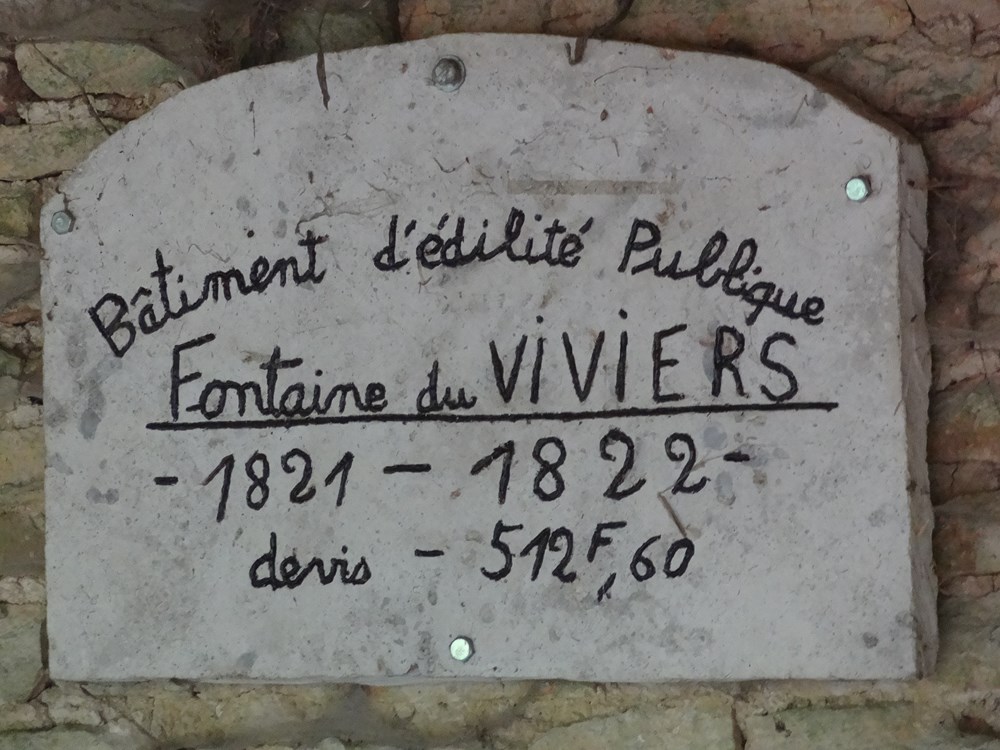 Bâtiment d'édilité Publique
Fontaine du ViViERS
- 1821 - 1822 -
devis - 512F,60